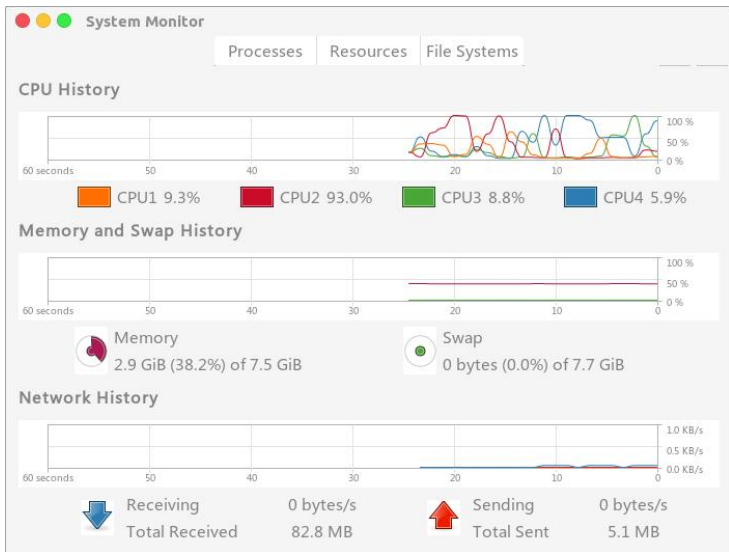 System Monitor
Processes Resources File Systems
CPU History
100 %
50 %
0 %
60 seconds 50 40 30 20 10 0
CPU1 9.3% CPU2 93.0% CPU3 8.8% CPU4 5.9%
Memory and Swap History
100 %
50 %
0 %
60 seconds 50 40 30 20 10 0
Memory Swap
2.9 GiB (38.2%) of 7.5 GiB 0 bytes (0.0%) of 7.7 GiB
Network History
1.0 KB/s
0.5 KB/s
0.0 KB/s
60 seconds 50 40 30 20 10 0
Receiving 0 bytes/s Sending 0 bytes/s
Total Received 82.8 MB Total Sent 5.1 MB